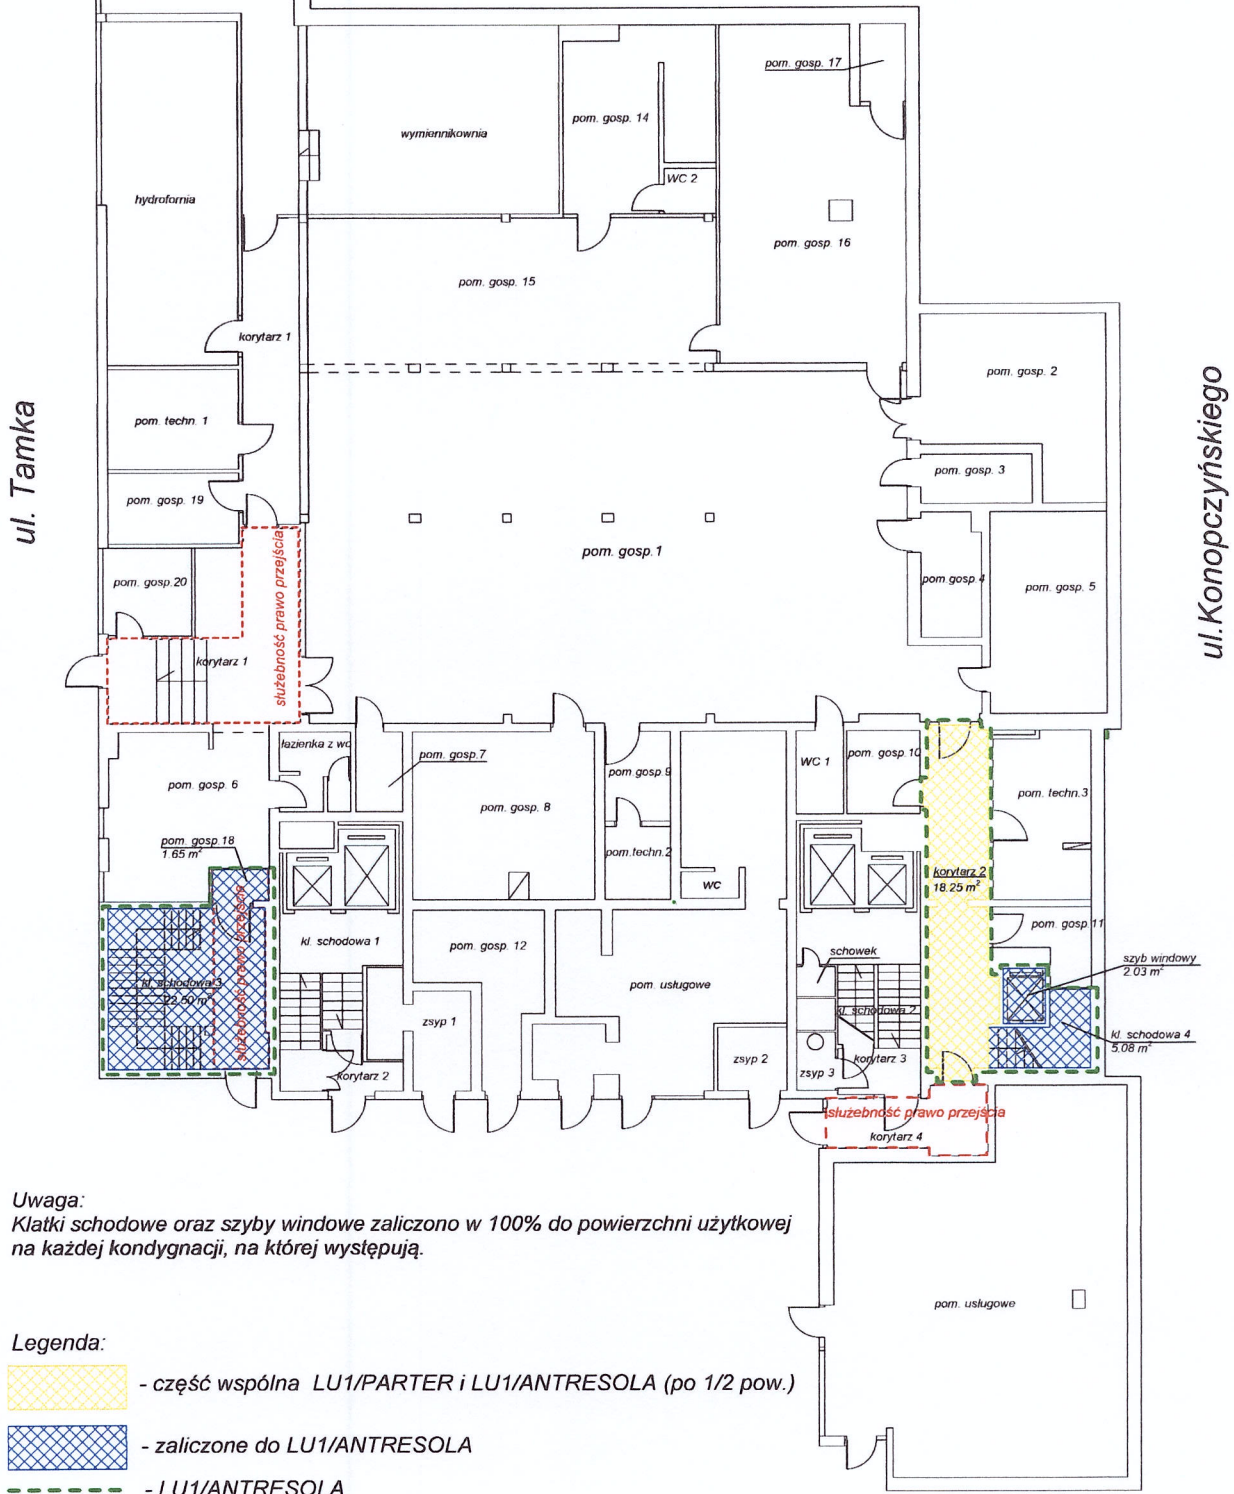 pom. gosp. 17
wymiennikownia
pom. gosp. 14
WC 2
hydrofornia
pom. gosp. 16
pom. gosp. 15
korytarz 1
pom. gosp. 2
ul. Tamka
ul.Konopczyńskiego
pom. techn. 1
pom. gosp. 3
pom. gosp. 19
służebność prawo przejścia
pom. gosp.1
pom. gosp.20
pom gosp.4
pom. gosp. 5
korytarz 1
łazienka z wc
pom. gosp.7
WC 1
pom. gosp.10
pom. gosp. 6
pom gosp.9
pom. techn.3
pom. gosp. 8
pom. gosp.18
1.65 m²
pom.techn.2
korytarz 2
18.25 m²
wc
służebność prawo przejście
kl. schodowa 1
pom. gosp. 12
pom. gosp.11
schowek
szyb windowy
2.03 m²
kl. schodowa 3
22.50 m²
pom. usługowe
kl. schodowa 2
zsyp 1
kl. schodowa 4
5.08 m²
zsyp 2
korytarz 3
zsyp 3
korytarz 2
służebność prawo przejścia
korytarz 4
Uwaga:
Klatki schodowe oraz szyby windowe zaliczono w 100% do powierzchni użytkowej
na każdej kondygnacji, na której występują.
pom. usługowe
Legenda:
- część wspólna LU1/PARTER i LU1/ANTRESOLA (po 1/2 pow.)
- zaliczone do LU1/ANTRESOLA
- LU1/ANTRESOLA